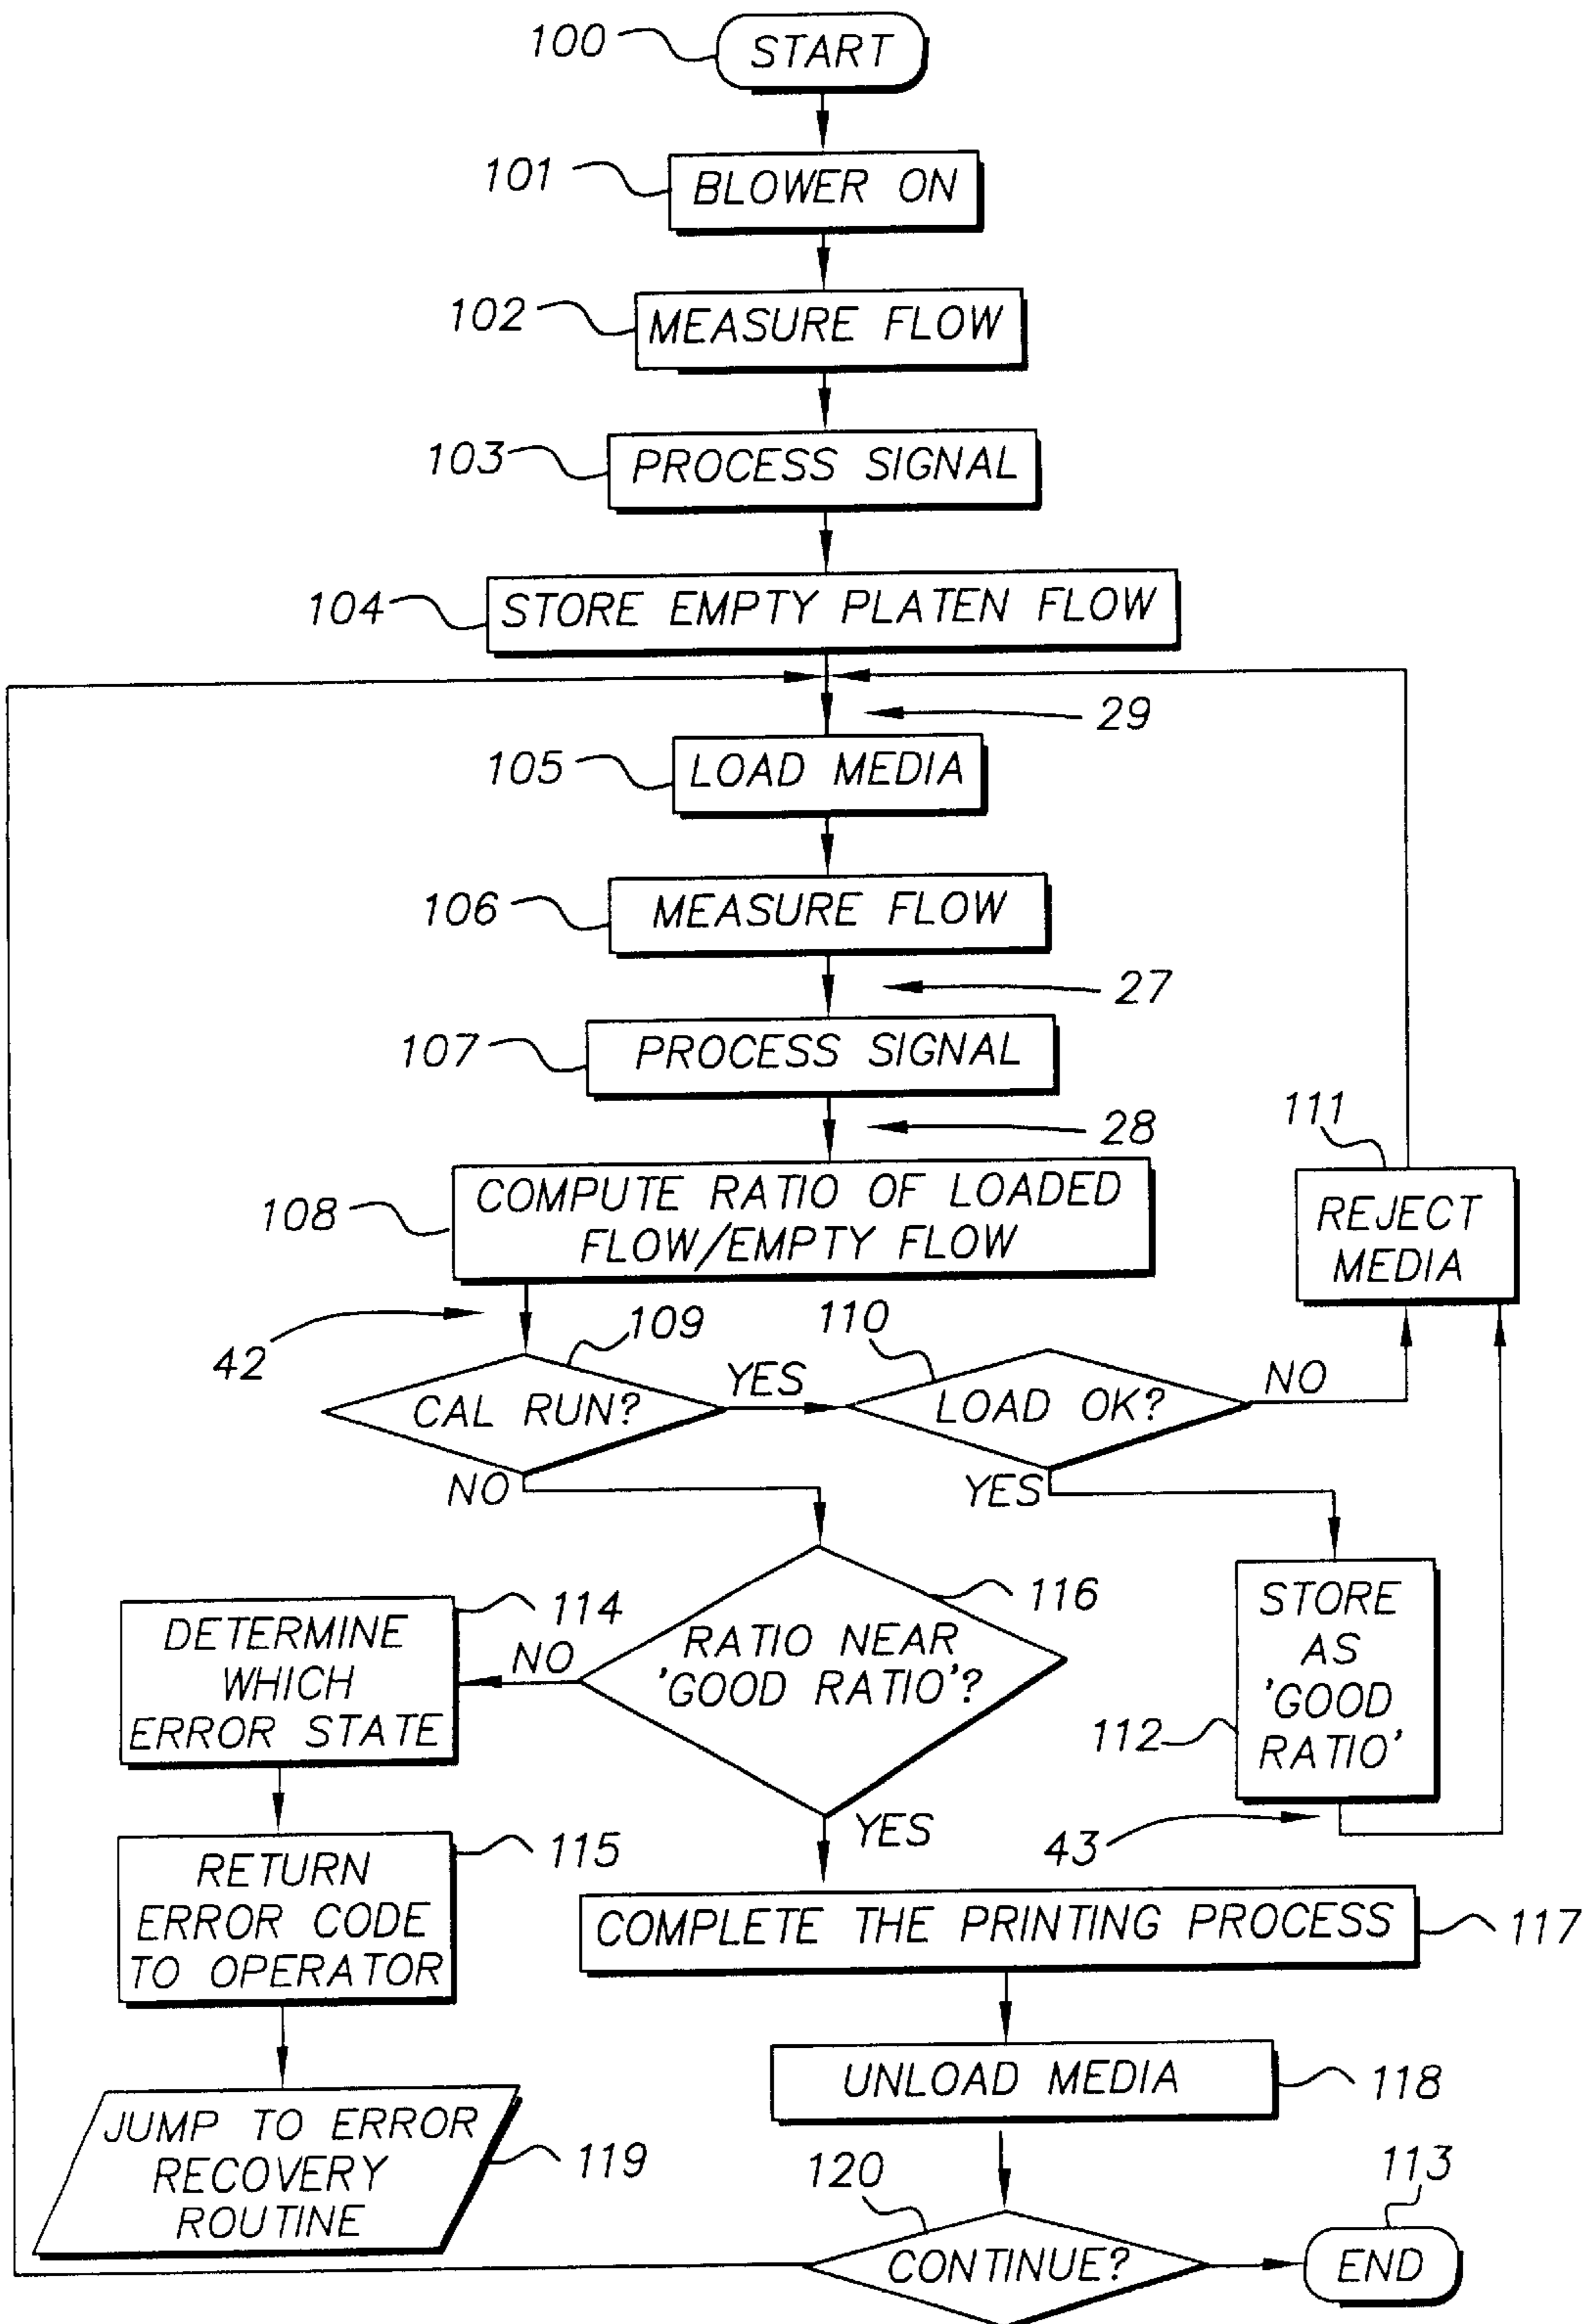 100
START
101
BLOWER ON
102
MEASURE FLOW
103
PROCESS SIGNAL
104
STORE EMPTY PLATEN FLOW
29
105
LOAD MEDIA
106
MEASURE FLOW
27
107
PROCESS SIGNAL
28
108
COMPUTE RATIO OF LOADED
FLOW/EMPTY FLOW
111
REJECT
MEDIA
42
109
CAL RUN?
YES
110
LOAD OK?
NO
NO
YES
114
DETERMINE
WHICH
ERROR STATE
NO
116
RATIO NEAR
'GOOD RATIO'?
112
STORE
AS
'GOOD
RATIO'
43
YES
115
RETURN
ERROR CODE
TO OPERATOR
COMPLETE THE PRINTING PROCESS
117
UNLOAD MEDIA
118
JUMP TO ERROR
RECOVERY
ROUTINE
119
120
CONTINUE?
113
END